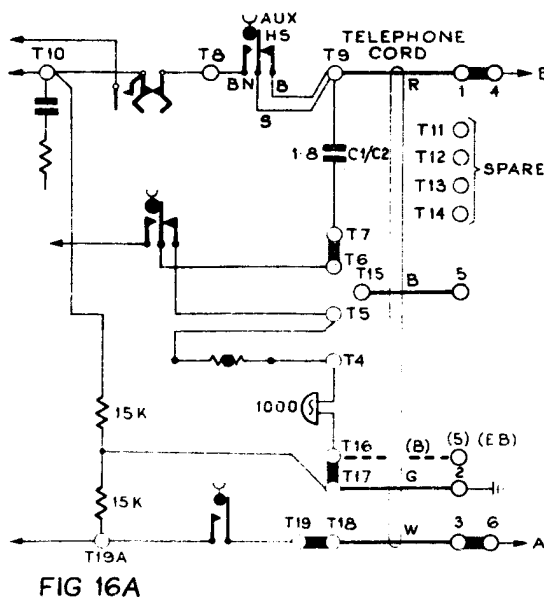 AUX
HS
TELEPHONE
CORD
T10
T8
T9
BN
B
S
R
1
4
B
T11
T12
T13
T14
SPARE
1·8
C1/C2
T7
T6
T15
B
5
T5
T4
1000
15K
T16
(B)
(5) (EB)
2
T17
G
15K
T19A
T19
T18
W
3
6
A
FIG 16A